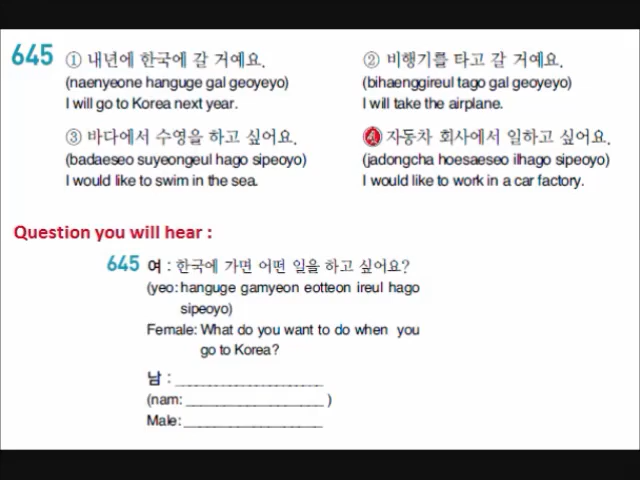 645 ① 내년에 한국에 갈 거예요.
(naenyeone hanguge gal geoyeyo)
I will go to Korea next year.
② 비행기를 타고 갈 거예요.
(bihaenggireul tago gal geoyeyo)
I will take the airplane.
③ 바다에서 수영을 하고 싶어요.
(badaeseo suyeongeul hago sipeoyo)
I would like to swim in the sea.
④ 자동차 회사에서 일하고 싶어요.
(jadongcha hoesaeseo ilhago sipeoyo)
I would like to work in a car factory.
Question you will hear :
645 여 : 한국에 가면 어떤 일을 하고 싶어요?
(yeo: hanguge gamyeon eotteon ireul hago
sipeoyo)
Female: What do you want to do when you
go to Korea?
남 : ____________________
(nam: ____________________ )
Male: ____________________